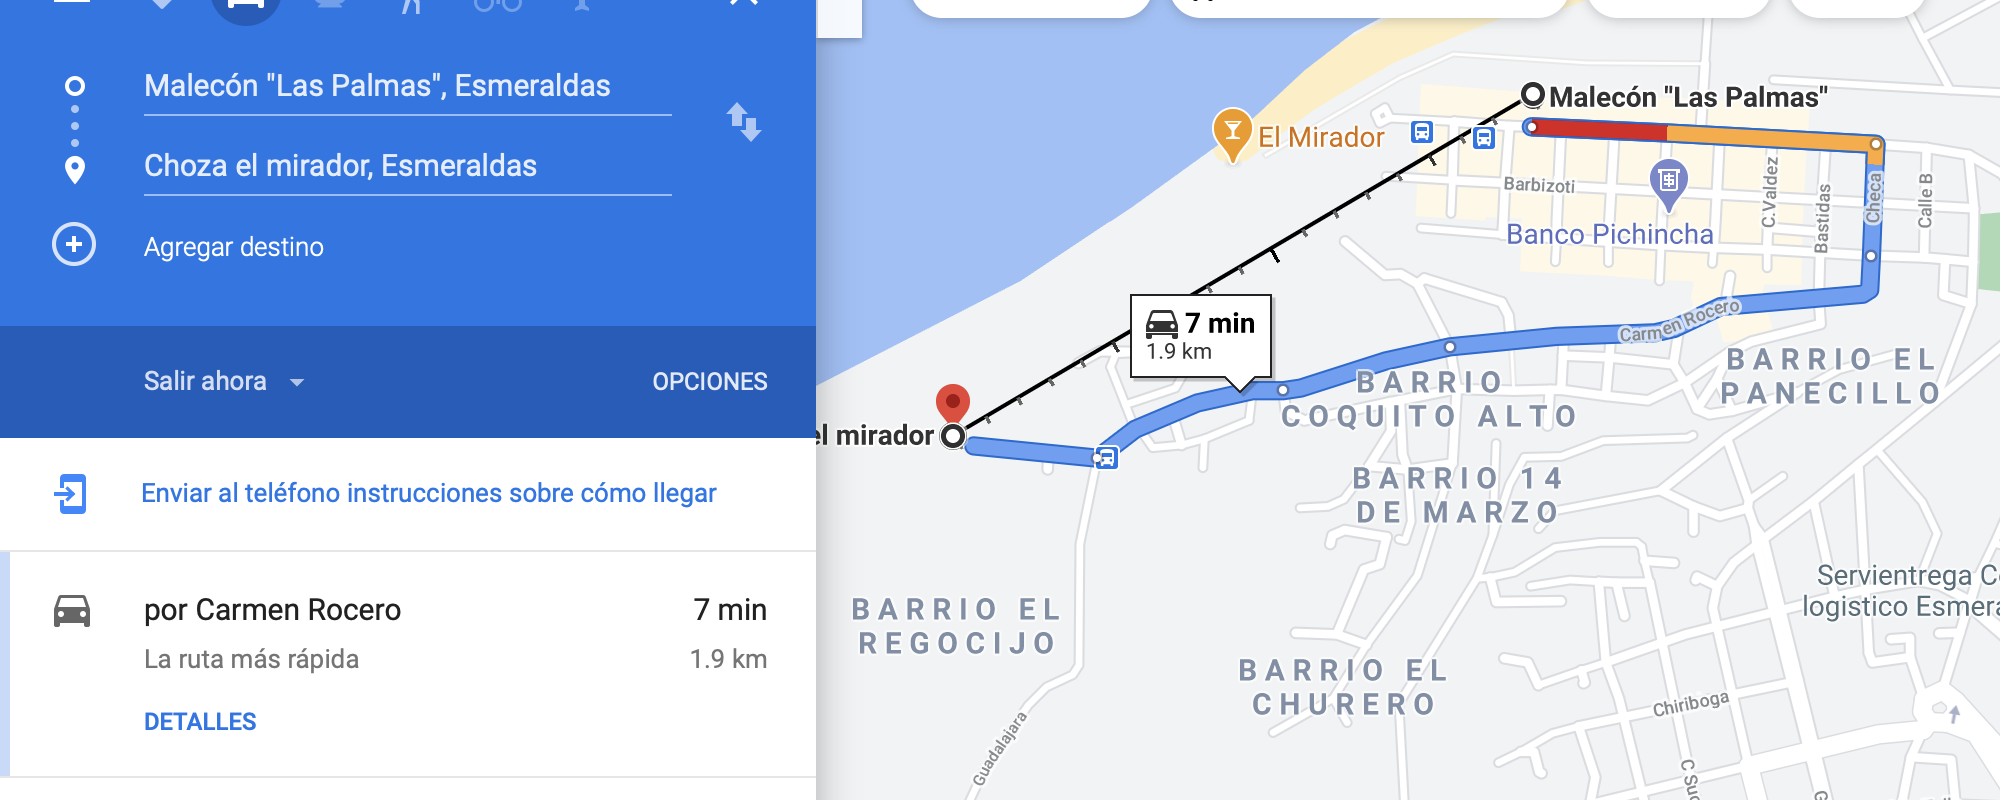 Malecón "Las Palmas", Esmeraldas
Choza el mirador, Esmeraldas
Agregar destino
Salir ahora
OPCIONES
Enviar al teléfono instrucciones sobre cómo llegar
por Carmen Rocero
7 min
La ruta más rápida
1.9 km
DETALLES
Malecón "Las Palmas"
El Mirador
Barbizoti
Banco Pichincha
C.Valdez
Bastidas
Checa
Calle B
Carmen Rocero
7 min
1.9 km
el mirador
BARRIO EL
PANECILLO
BARRIO
COQUITO ALTO
BARRIO 14
DE MARZO
Servientrega
logistico
BARRIO EL
REGOCIJO
BARRIO EL
CHURERO
Chiriboga
Guadalajara